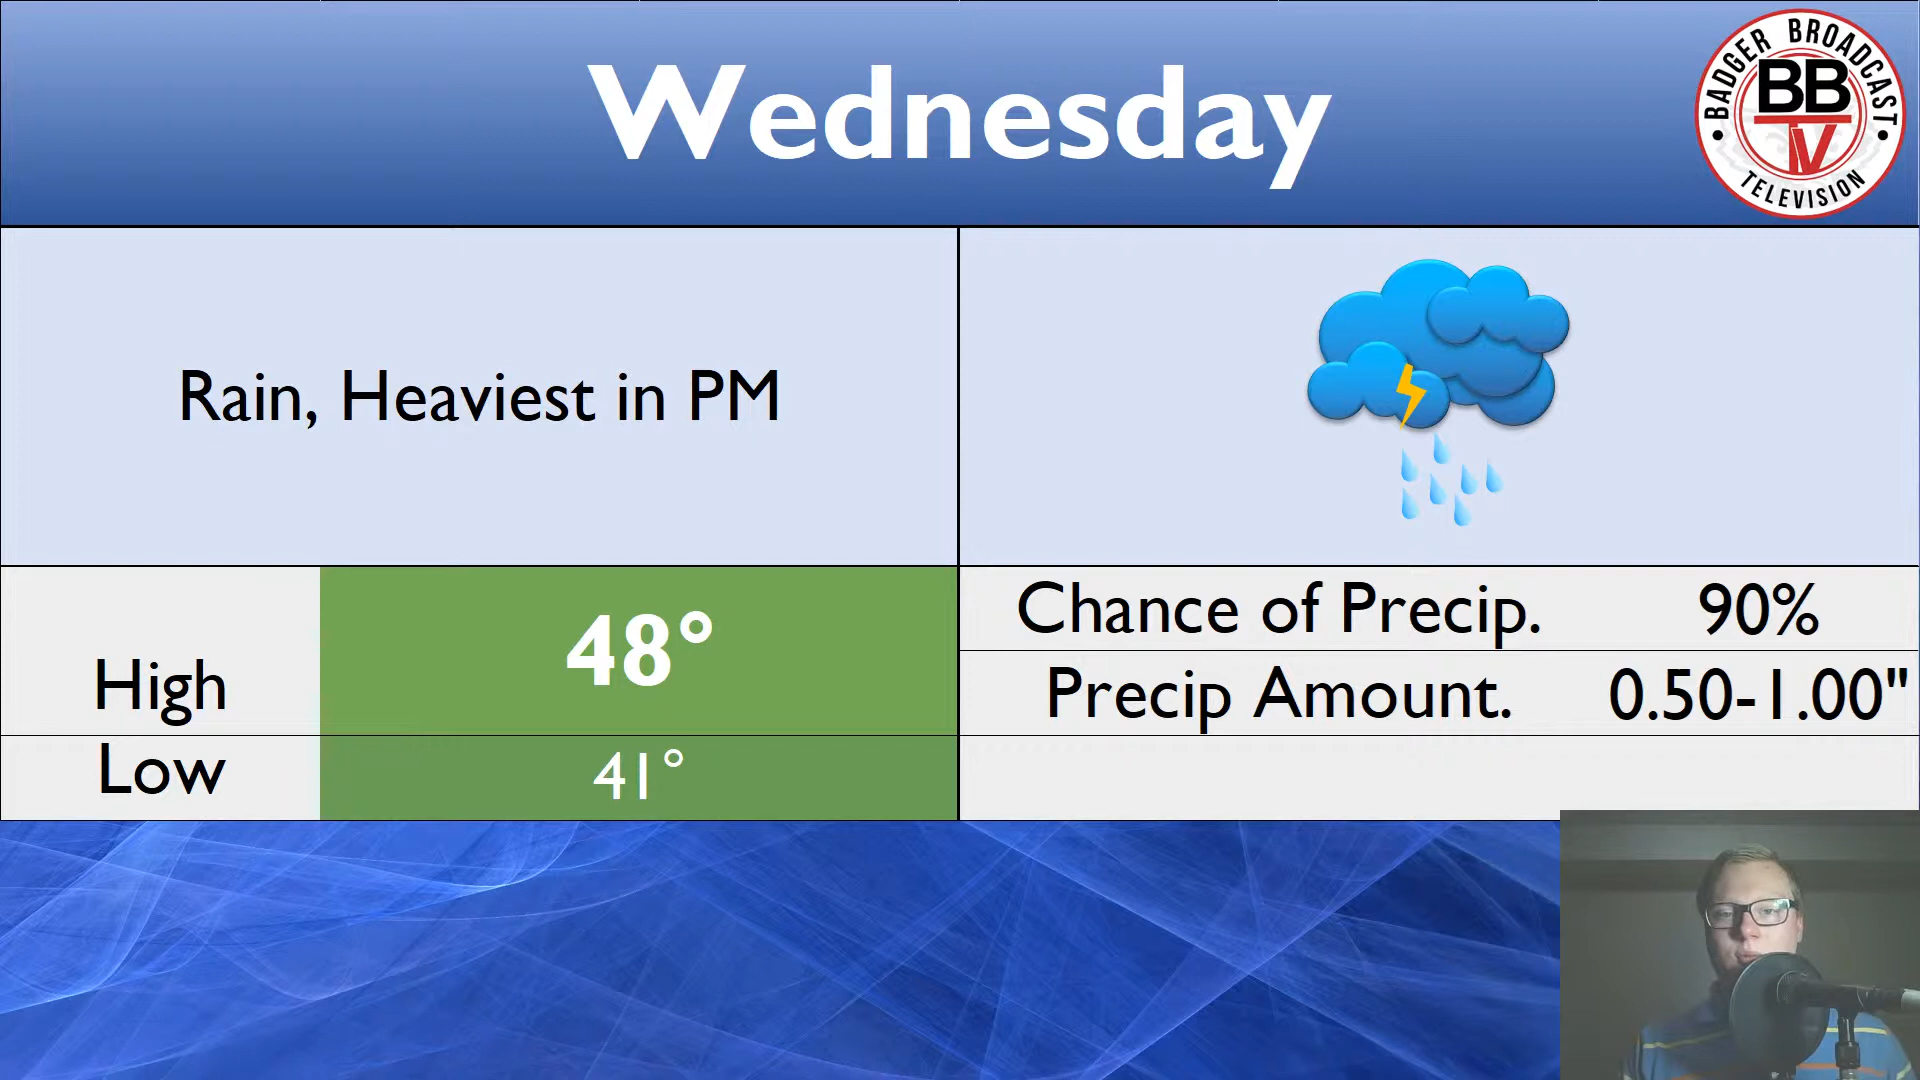 Wednesday
BADGER BROADCAST
BB
TV
TELEVISION
Rain, Heaviest in PM
High
48°
Low
41°
Chance of Precip. 90%
Precip Amount. 0.50-1.00"